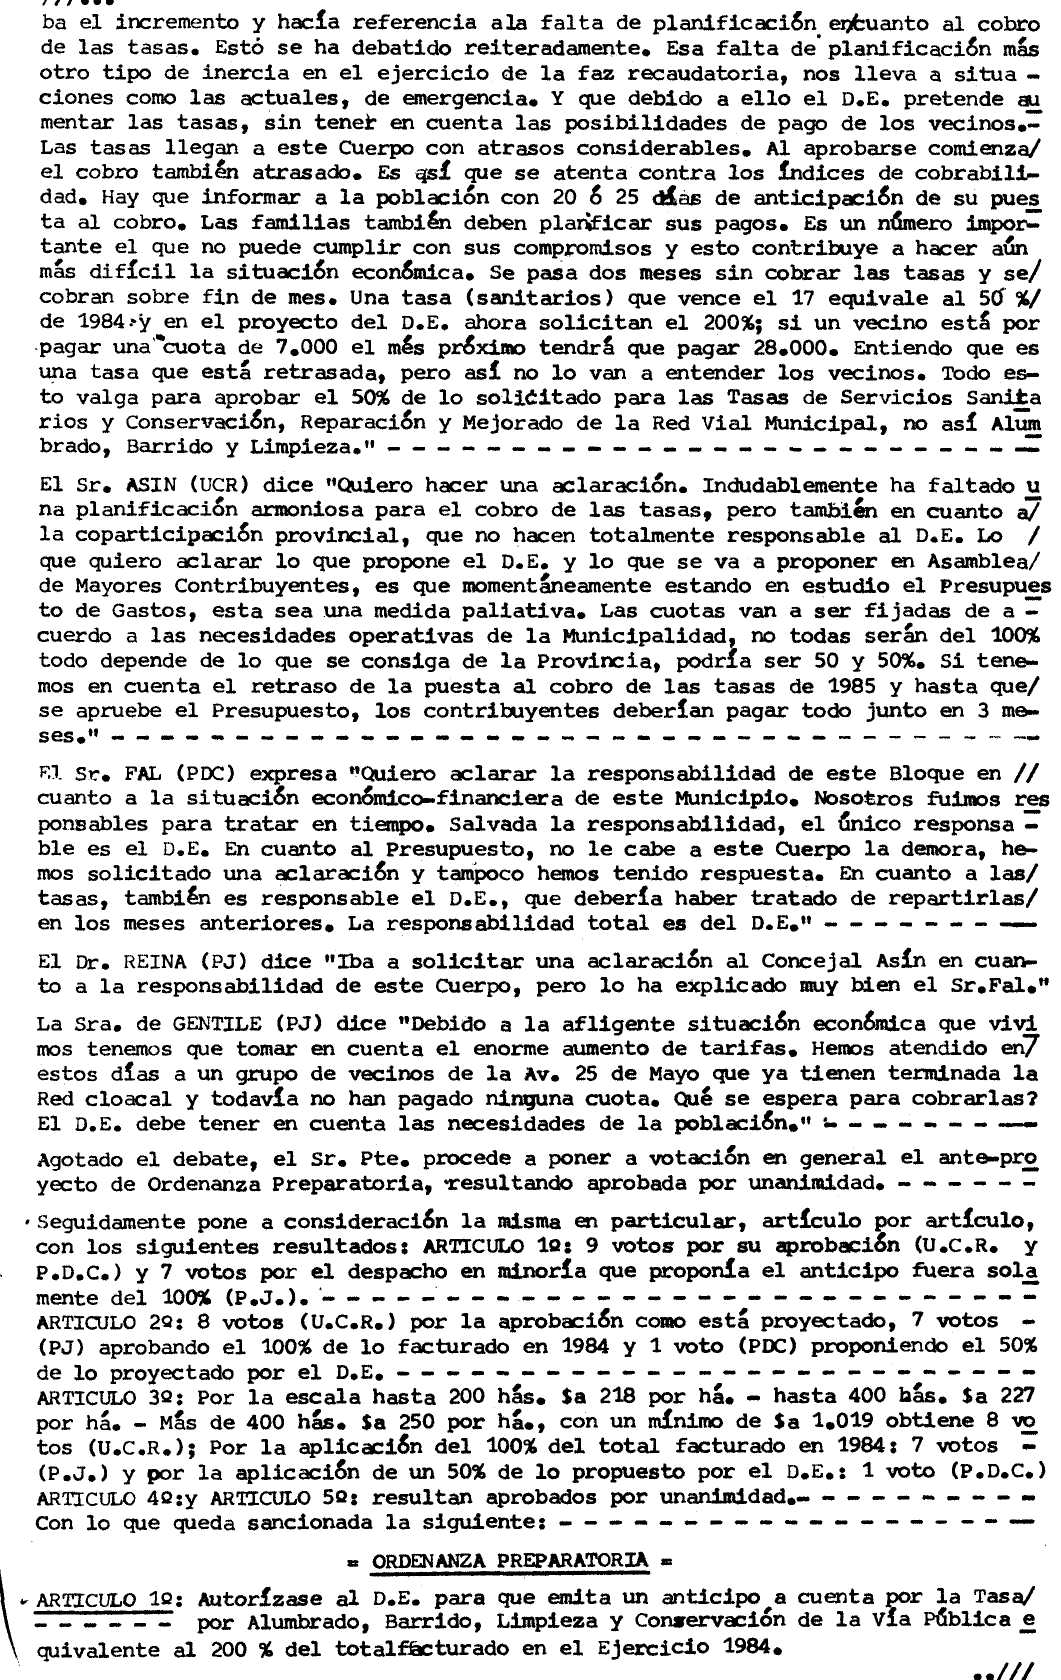 ///...
ba el incremento y hacía referencia ala falta de planificación encuanto al cobro
de las tasas. Estó se ha debatido reiteradamente. Esa falta de planificación más
otro tipo de inercia en el ejercicio de la faz recaudatoria, nos lleva a situa -
ciones como las actuales, de emergencia. Y que debido a ello el D.E. pretende au
mentar las tasas, sin tener en cuenta las posibilidades de pago de los vecinos.-
Las tasas llegan a este Cuerpo con atrasos considerables. Al aprobarse comienza/
el cobro también atrasado. Es así que se atenta contra los índices de cobrabili-
dad. Hay que informar a la población con 20 ó 25 días de anticipación de su pues
ta al cobro. Las familias también deben planificar sus pagos. Es un número impor-
tante el que no puede cumplir con sus compromisos y esto contribuye a hacer aún
más difícil la situación económica. Se pasa dos meses sin cobrar las tasas y se/
cobran sobre fin de mes. Una tasa (sanitarios) que vence el 17 equivale al 50 %/
de 1984 y en el proyecto del D.E. ahora solicitan el 200%; si un vecino está por
pagar una cuota de 7.000 el més próximo tendrá que pagar 28.000. Entiendo que es
una tasa que está retrasada, pero así no lo van a entender los vecinos. Todo es-
to valga para aprobar el 50% de lo solicitado para las Tasas de Servicios Sanita
rios y Conservación, Reparación y Mejorado de la Red Vial Municipal, no así Alum
brado, Barrido y Limpieza." - - - - - - - - - - - - - - - - - - - - - - - - - -
El Sr. ASIN (UCR) dice "Quiero hacer una aclaración. Indudablemente ha faltado u
na planificación armoniosa para el cobro de las tasas, pero también en cuanto a/
la coparticipación provincial, que no hacen totalmente responsable al D.E. Lo /
que quiero aclarar lo que propone el D.E. y lo que se va a proponer en Asamblea/
de Mayores Contribuyentes, es que momentáneamente estando en estudio el Presupues
to de Gastos, esta sea una medida paliativa. Las cuotas van a ser fijadas de a -
cuerdo a las necesidades operativas de la Municipalidad, no todas serán del 100%
todo depende de lo que se consiga de la Provincia, podría ser 50 y 50%. Si tene-
mos en cuenta el retraso de la puesta al cobro de las tasas de 1985 y hasta que/
se apruebe el Presupuesto, los contribuyentes deberían pagar todo junto en 3 me-
ses." - - - - - - - - - - - - - - - - - - - - - - - - - - - - - - - - - - - - -
El Sr. FAL (PDC) expresa "Quiero aclarar la responsabilidad de este Bloque en //
cuanto a la situación económico-financiera de este Municipio. Nosotros fuimos res
ponsables para tratar en tiempo. Salvada la responsabilidad, el único responsa -
ble es el D.E. En cuanto al Presupuesto, no le cabe a este Cuerpo la demora, he-
mos solicitado una aclaración y tampoco hemos tenido respuesta. En cuanto a las/
tasas, también es responsable el D.E., que debería haber tratado de repartirlas/
en los meses anteriores. La responsabilidad total es del D.E." - - - - - - - - -
El Dr. REINA (PJ) dice "Iba a solicitar una aclaración al Concejal Asín en cuan-
to a la responsabilidad de este Cuerpo, pero lo ha explicado muy bien el Sr.Fal."
La Sra. de GENTILE (PJ) dice "Debido a la afligente situación económica que vivi
mos tenemos que tomar en cuenta el enorme aumento de tarifas. Hemos atendido en/
estos días a un grupo de vecinos de la Av. 25 de Mayo que ya tienen terminada la
Red cloacal y todavía no han pagado ninguna cuota. Qué se espera para cobrarlas?
El D.E. debe tener en cuenta las necesidades de la población." - - - - - - - - -
Agotado el debate, el Sr. Pte. procede a poner a votación en general el ante-pro
yecto de Ordenanza Preparatoria, resultando aprobada por unanimidad. - - - - - -
Seguidamente pone a consideración la misma en particular, artículo por artículo,
con los siguientes resultados: ARTICULO 1º: 9 votos por su aprobación (U.C.R. y
P.D.C.) y 7 votos por el despacho en minoría que proponía el anticipo fuera sola
mente del 100% (P.J.). - - - - - - - - - - - - - - - - - - - - - - - - - - - - -
ARTICULO 2º: 8 votos (U.C.R.) por la aprobación como está proyectado, 7 votos -
(PJ) aprobando el 100% de lo facturado en 1984 y 1 voto (PDC) proponiendo el 50%
de lo proyectado por el D.E. - - - - - - - - - - - - - - - - - - - - - - - - - -
ARTICULO 3º: Por la escala hasta 200 hás. $a 218 por há. - hasta 400 hás. $a 227
por há. - Más de 400 hás. $a 250 por há., con un mínimo de $a 1.019 obtiene 8 vo
tos (U.C.R.); Por la aplicación del 100% del total facturado en 1984: 7 votos -
(P.J.) y por la aplicación de un 50% de lo propuesto por el D.E.: 1 voto (P.D.C.)
ARTICULO 4º:y ARTICULO 5º: resultan aprobados por unanimidad.- - - - - - - - - -
Con lo que queda sancionada la siguiente: - - - - - - - - - - - - - - - - - - -
= ORDENANZA PREPARATORIA =
ARTICULO 1º: Autorízase al D.E. para que emita un anticipo a cuenta por la Tasa/
- - - - - - por Alumbrado, Barrido, Limpieza y Conservación de la Vía Pública e
quivalente al 200 % del totalfacturado en el Ejercicio 1984.
..///